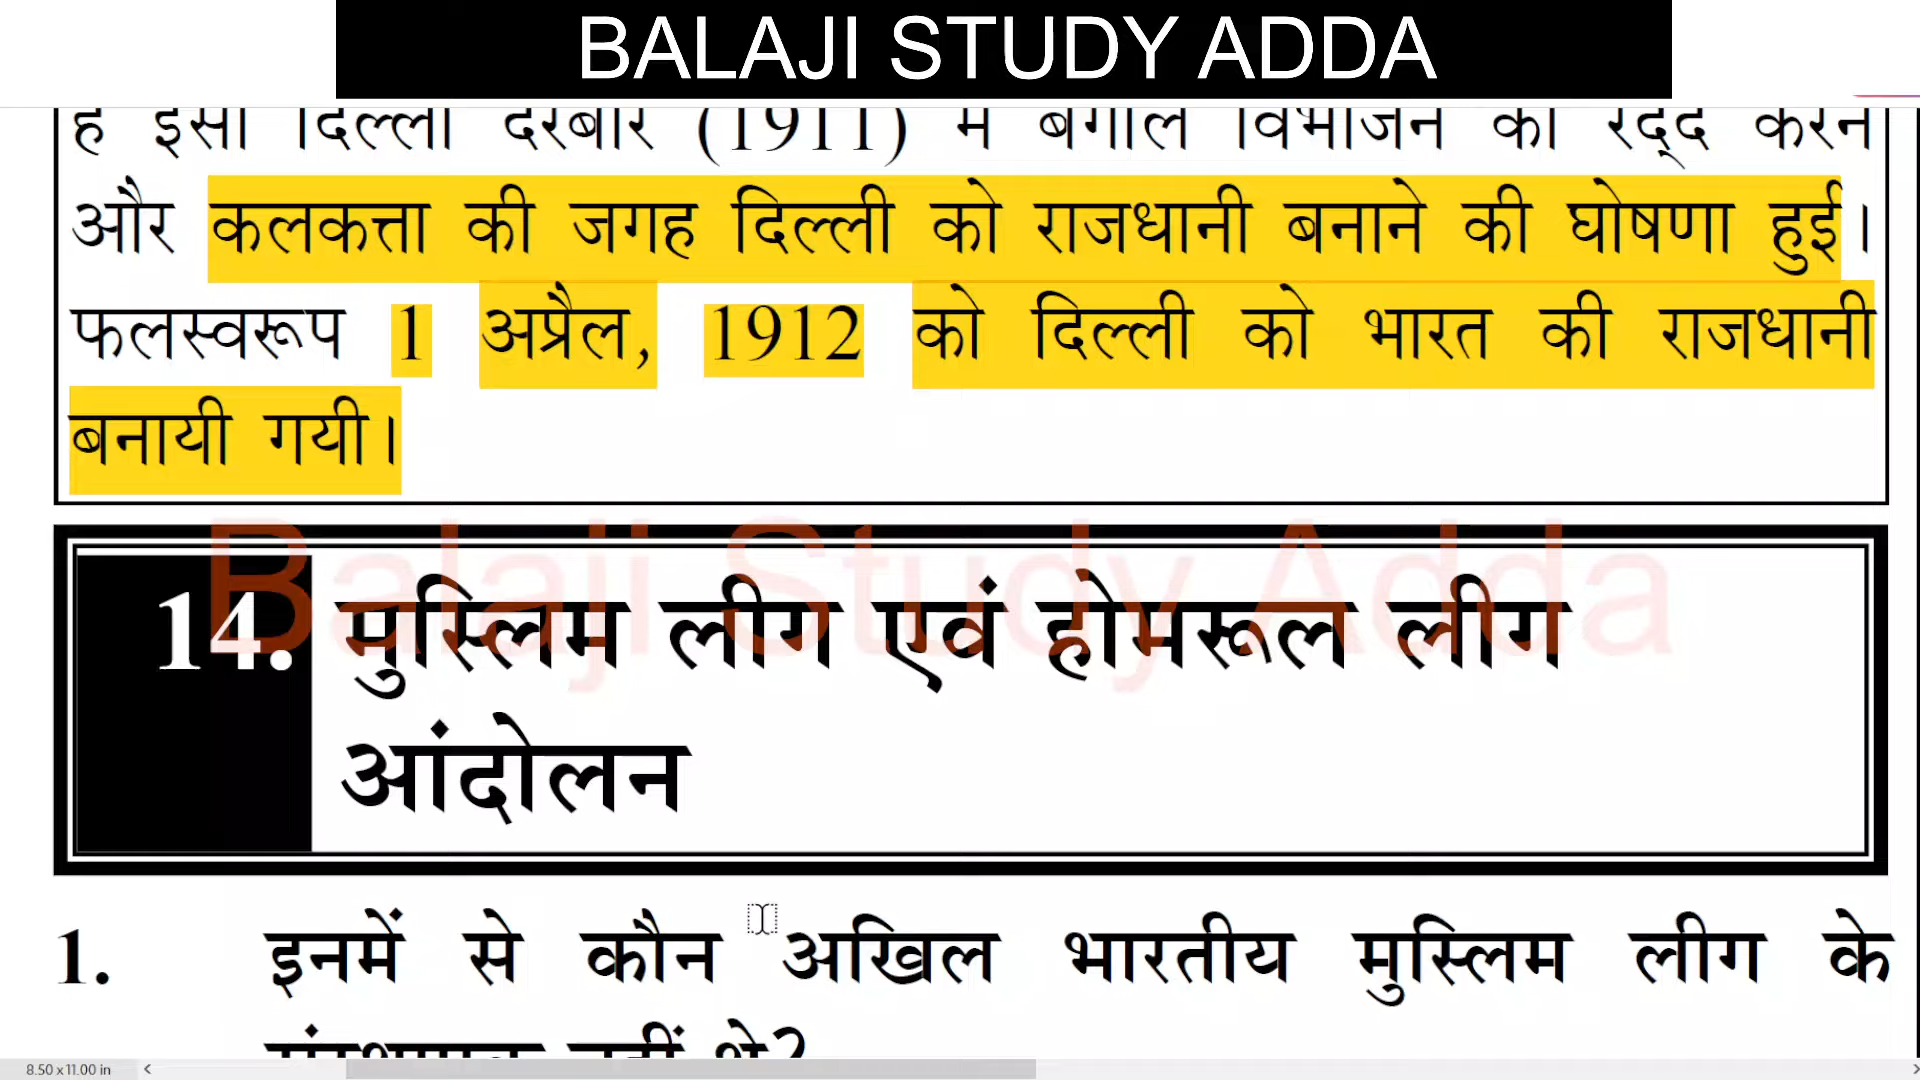 BALAJI STUDY ADDA
है इसी दिल्ली दरबार (1911) में बंगाल विभाजन को रद्द करने
और कलकत्ता की जगह दिल्ली को राजधानी बनाने की घोषणा हुई।
फलस्वरूप 1 अप्रैल, 1912 को दिल्ली को भारत की राजधानी
बनायी गयी।
Balaji Study Adda
14. मुस्लिम लीग एवं होमरूल लीग
आंदोलन
1. इनमें से कौन अखिल भारतीय मुस्लिम लीग के
संस्थापक नहीं थे?
8.50 x 11.00 in